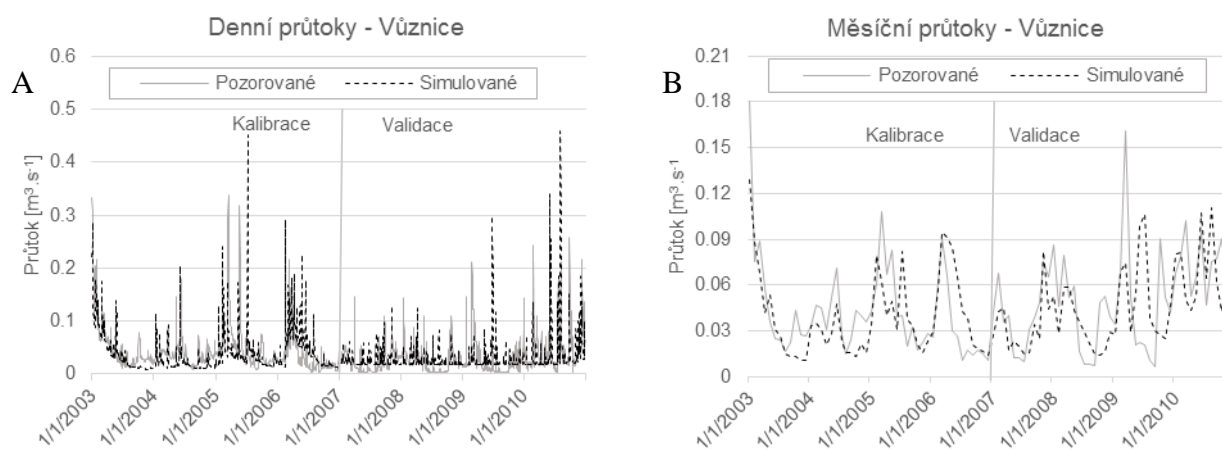 Denní průtoky - Vůznice
A
Pozorované
Simulované
Kalibrace
Validace
Průtok [m³.s⁻¹]
0.6
0.5
0.4
0.3
0.2
0.1
0
1/1/2003
1/1/2004
1/1/2005
1/1/2006
1/1/2007
1/1/2008
1/1/2009
1/1/2010
Měsíční průtoky - Vůznice
B
Pozorované
Simulované
Kalibrace
Validace
Průtok [m³.s⁻¹
0.21
0.18
0.15
0.12
0.09
0.06
0.03
0
1/1/2003
1/1/2004
1/1/2005
1/1/2006
1/1/2007
1/1/2008
1/1/2009
1/1/2010